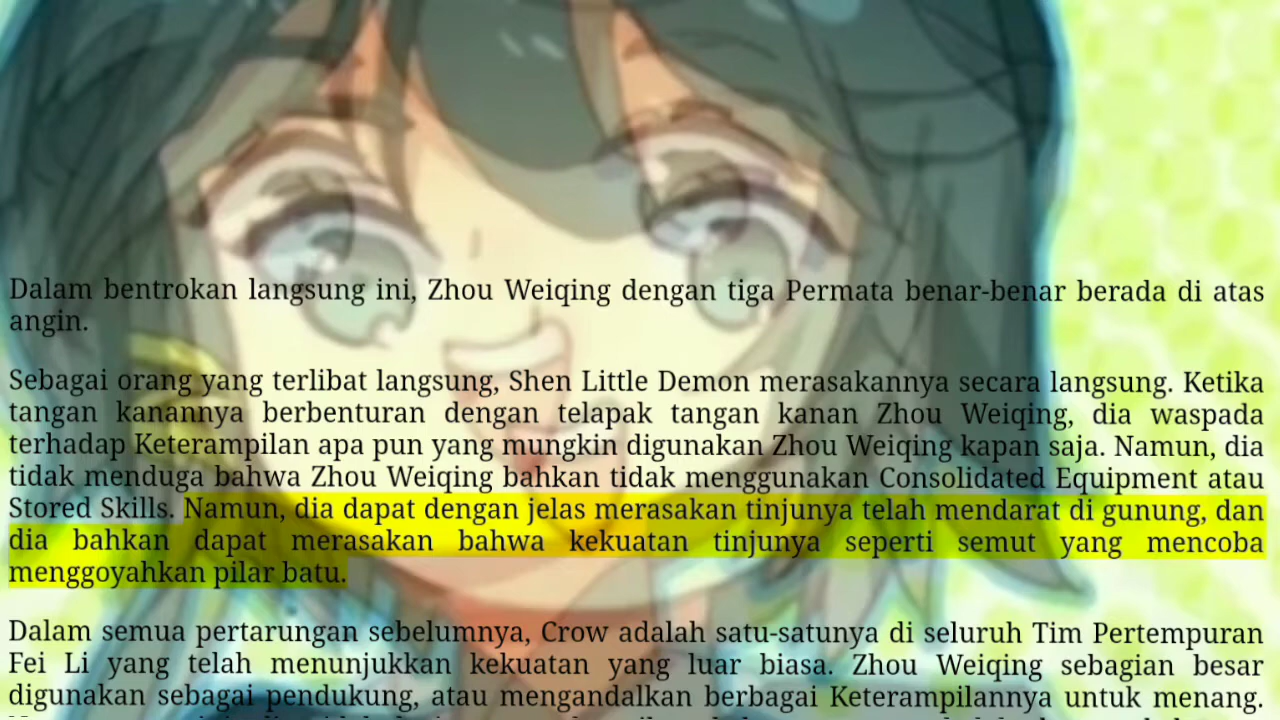 Dalam bentrokan langsung ini, Zhou Weiqing dengan tiga Permata benar-benar berada di atas
angin.
Sebagai orang yang terlibat langsung, Shen Little Demon merasakannya secara langsung. Ketika
tangan kanannya berbenturan dengan telapak tangan kanan Zhou Weiqing, dia waspada
terhadap Keterampilan apa pun yang mungkin digunakan Zhou Weiqing kapan saja. Namun, dia
tidak menduga bahwa Zhou Weiqing bahkan tidak menggunakan Consolidated Equipment atau
Stored Skills. Namun, dia dapat dengan jelas merasakan tinjunya telah mendarat di gunung, dan
dia bahkan dapat merasakan bahwa kekuatan tinjunya seperti semut yang mencoba
menggoyahkan pilar batu.
Dalam semua pertarungan sebelumnya, Crow adalah satu-satunya di seluruh Tim Pertempuran
Fei Li yang telah menunjukkan kekuatan yang luar biasa. Zhou Weiqing sebagian besar
digunakan sebagai pendukung, atau mengandalkan berbagai Keterampilannya untuk menang.